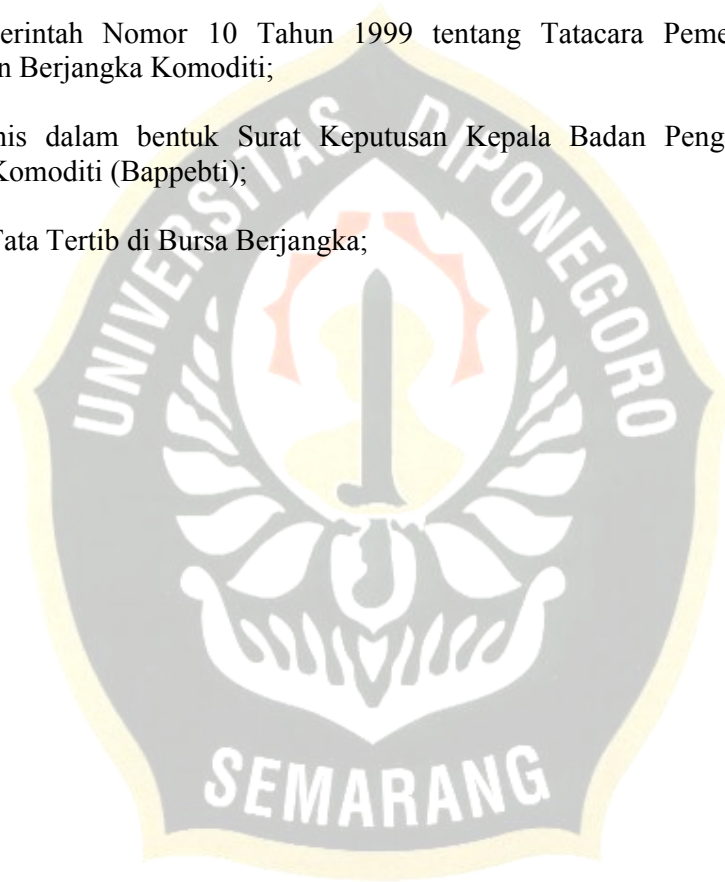 erintah Nomor 10 Tahun 1999 tentang Tatacara Peme
n Berjangka Komoditi;
nis dalam bentuk Surat Keputusan Kepala Badan Peng
Komoditi (Bappebti);
Tata Tertib di Bursa Berjangka;
UNIVERSITAS DIPONEGORO
SEMARANG